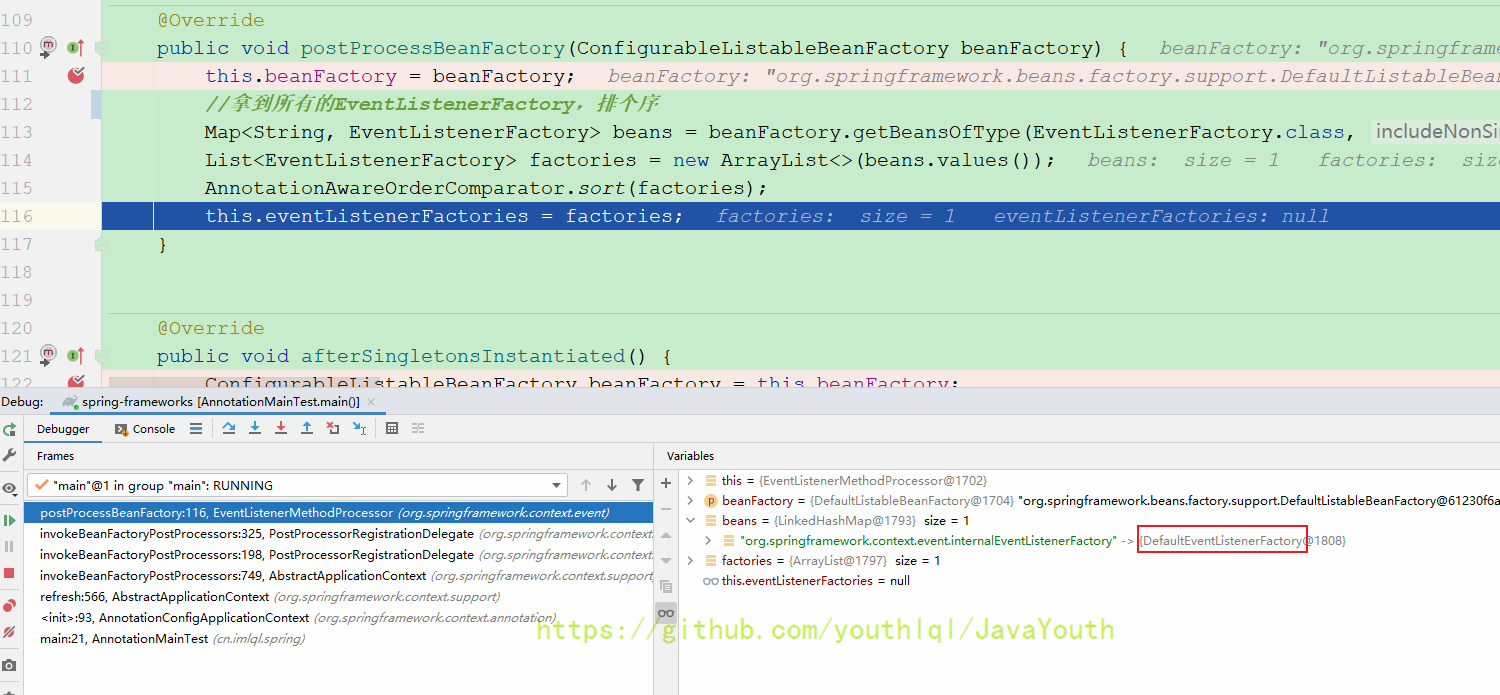 109 @Override
110 public void postProcessBeanFactory(ConfigurableListableBeanFactory beanFactory) { beanFactory: "org.springframe
111 this.beanFactory = beanFactory; beanFactory: "org.springframework.beans.factory.support.DefaultListableBean
112 //拿到所有的EventListenerFactory，排个序
113 Map<String, EventListenerFactory> beans = beanFactory.getBeansOfType(EventListenerFactory.class, includeNonSi
114 List<EventListenerFactory> factories = new ArrayList<>(beans.values()); beans: size = 1 factories: siz
115 AnnotationAwareOrderComparator.sort(factories);
116 this.eventListenerFactories = factories; factories: size = 1 eventListenerFactories: null
117 }
118
119
120 @Override
121 public void afterSingletonsInstantiated() {
122 ConfigurableListableBeanFactory beanFactory = this.beanFactory;
Debug: spring-frameworks [AnnotationMainTest.main()]
Debugger Console
Frames
"main"@1 in group "main": RUNNING
postProcessBeanFactory:116, EventListenerMethodProcessor (org.springframework.context.event)
invokeBeanFactoryPostProcessors:325, PostProcessorRegistrationDelegate (org.springframework.context.
invokeBeanFactoryPostProcessors:198, PostProcessorRegistrationDelegate (org.springframework.context.
invokeBeanFactoryPostProcessors:749, AbstractApplicationContext (org.springframework.context.support)
refresh:566, AbstractApplicationContext (org.springframework.context.support)
<init>:93, AnnotationConfigApplicationContext (org.springframework.context.annotation)
main:21, AnnotationMainTest (cn.imlql.spring)
Variables
this = {EventListenerMethodProcessor@1702}
beanFactory = {DefaultListableBeanFactory@1704} "org.springframework.beans.factory.support.DefaultListableBeanFactory@61230f6a
beans = {LinkedHashMap@1793} size = 1
"org.springframework.context.event.internalEventListenerFactory" -> {DefaultEventListenerFactory@1808}
factories = {ArrayList@1797} size = 1
this.eventListenerFactories = null
https://github.com/youthlql/JavaYouth